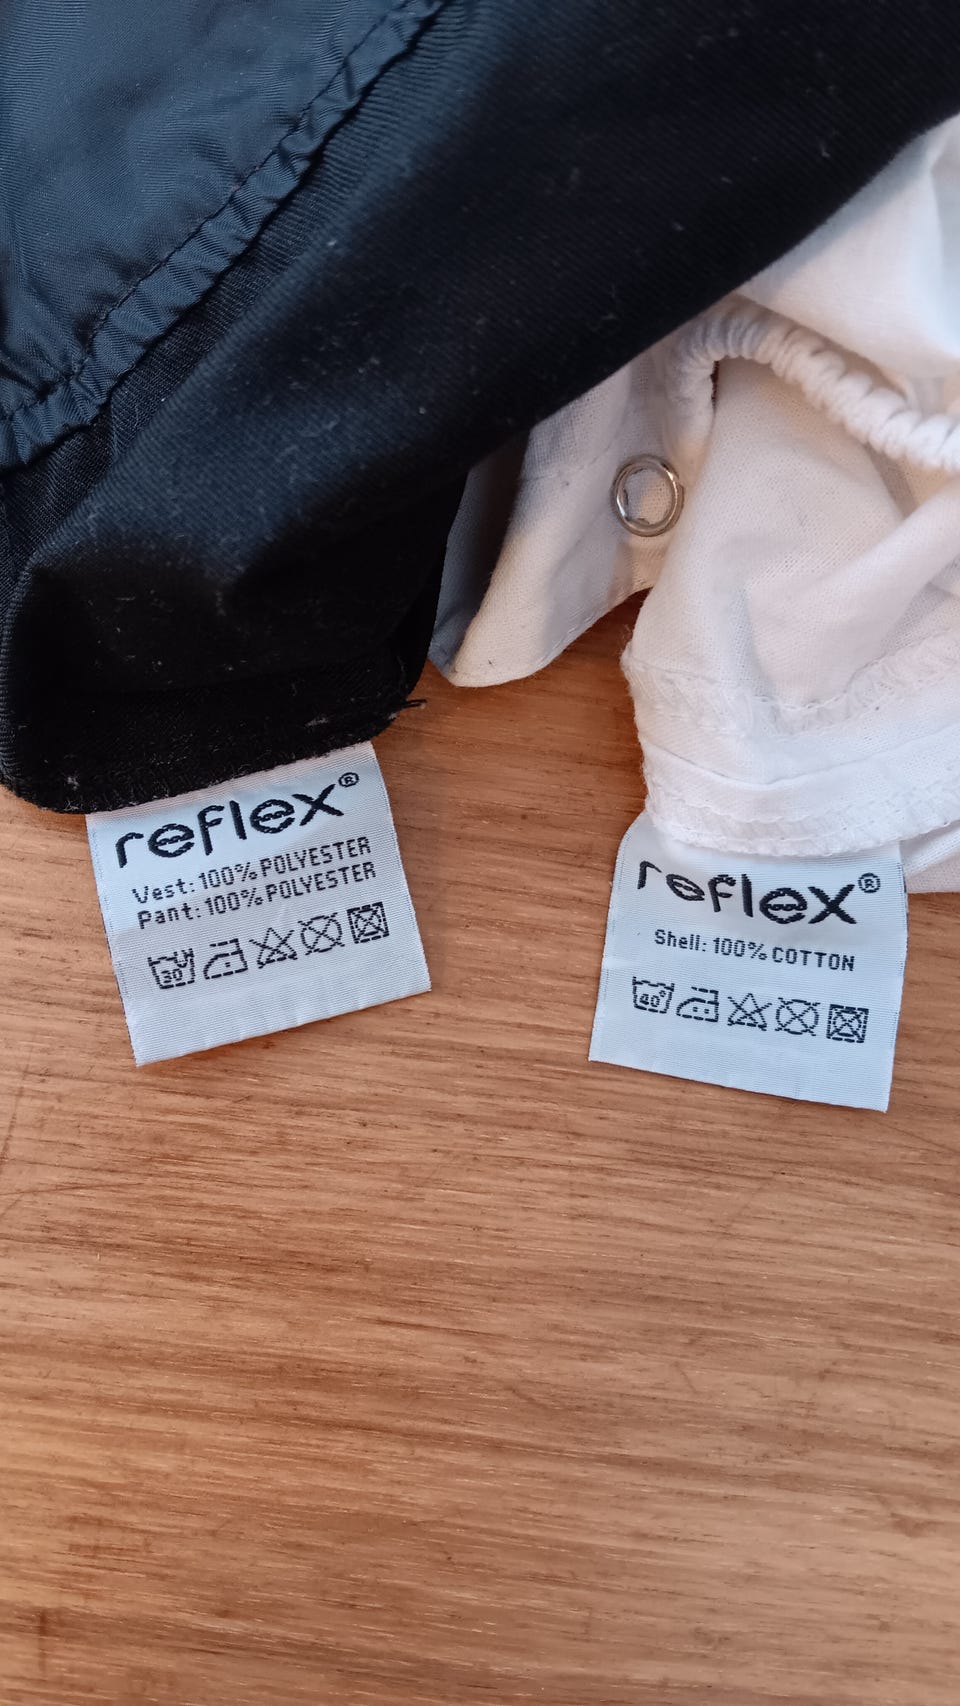 reflex®
Vest: 100% POLYESTER
Pant: 100% POLYESTER
30
reflex®
Shell: 100% COTTON
40°